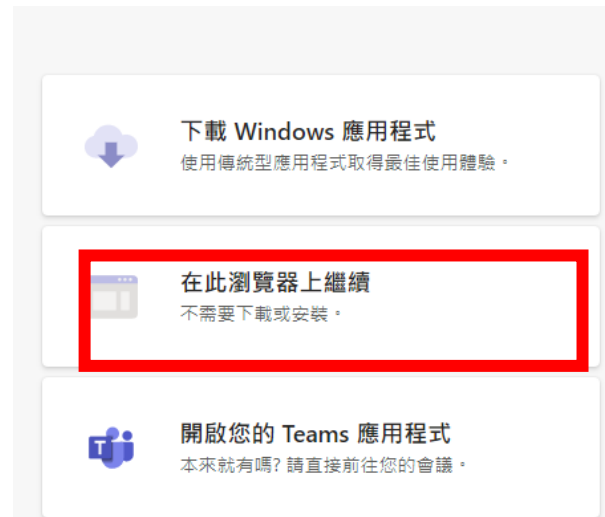 下載 Windows 應用程式
使用傳統型應用程式取得最佳使用體驗。
在此瀏覽器上繼續
不需要下載或安裝。
開啟您的 Teams 應用程式
本來就有嗎? 請直接前往您的會議。